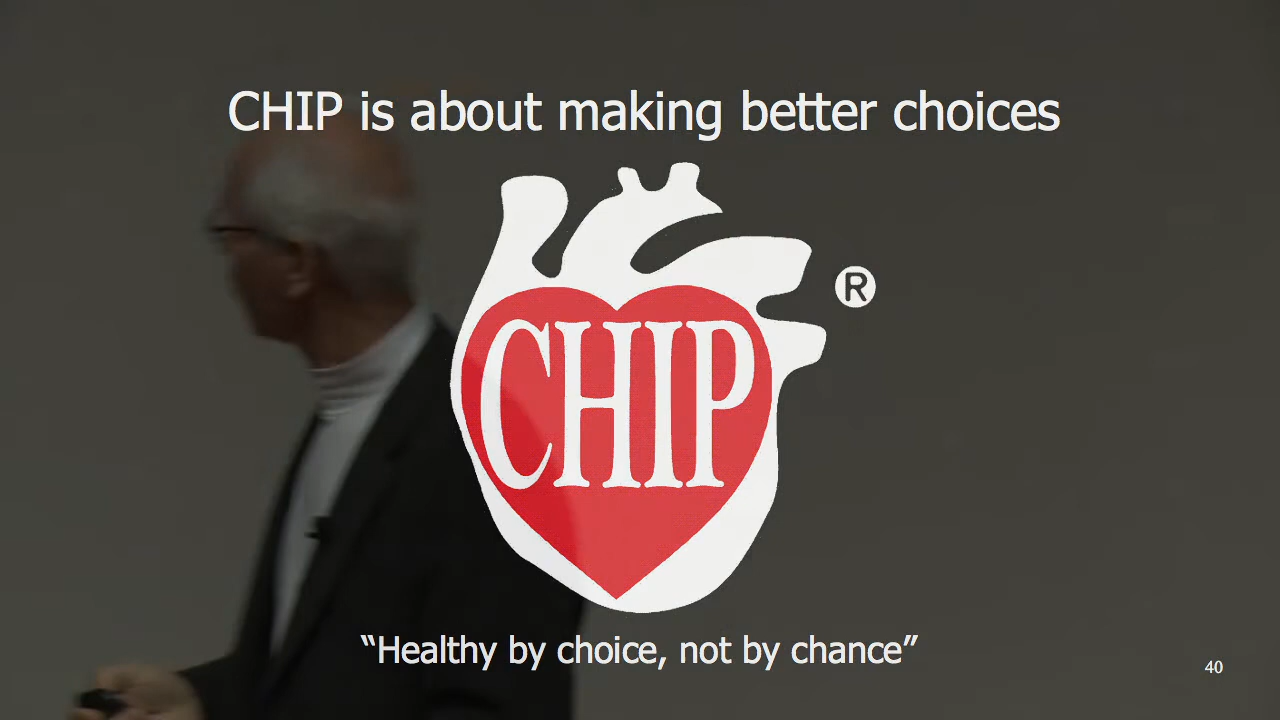 CHIP is about making better choices
®
CHIP
“Healthy by choice, not by chance”
40